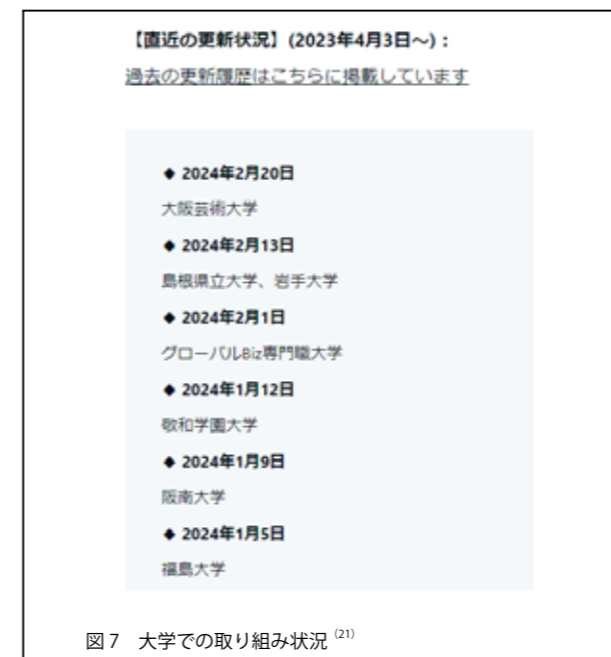 【直近の更新状況】(2023年4月3日～)：
過去の更新履歴はこちらに掲載しています
◆ 2024年2月20日
大阪芸術大学
◆ 2024年2月13日
島根県立大学、岩手大学
◆ 2024年2月1日
グローバルBiz専門職大学
◆ 2024年1月12日
敬和学園大学
◆ 2024年1月9日
阪南大学
◆ 2024年1月5日
福島大学
図7 大学での取り組み状況 (21)